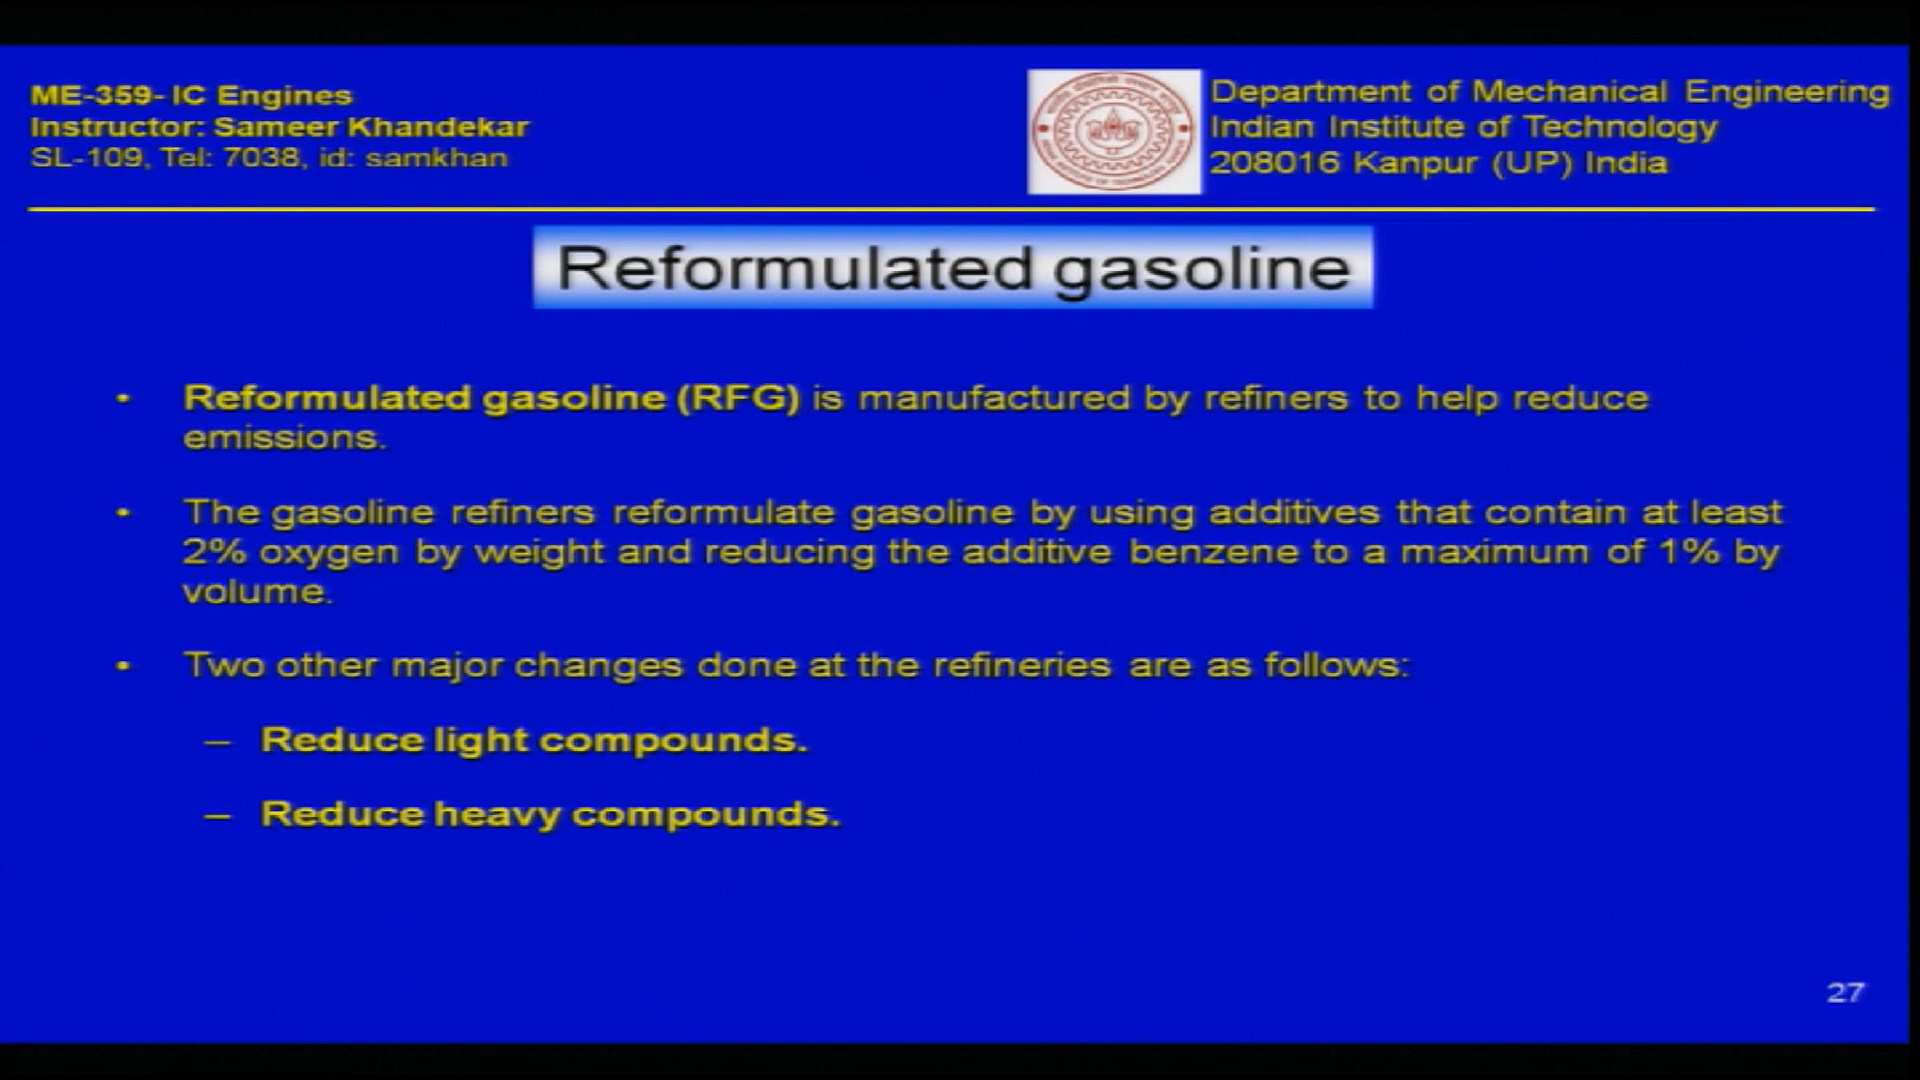 ME-359- IC Engines
Instructor: Sameer Khandekar
SL-109, Tel: 7038, id: samkhan
Department of Mechanical Engineering
Indian Institute of Technology
208016 Kanpur (UP) India
Reformulated gasoline
• Reformulated gasoline (RFG) is manufactured by refiners to help reduce
emissions.
• The gasoline refiners reformulate gasoline by using additives that contain at least
2% oxygen by weight and reducing the additive benzene to a maximum of 1% by
volume.
• Two other major changes done at the refineries are as follows:
– Reduce light compounds.
– Reduce heavy compounds.
27